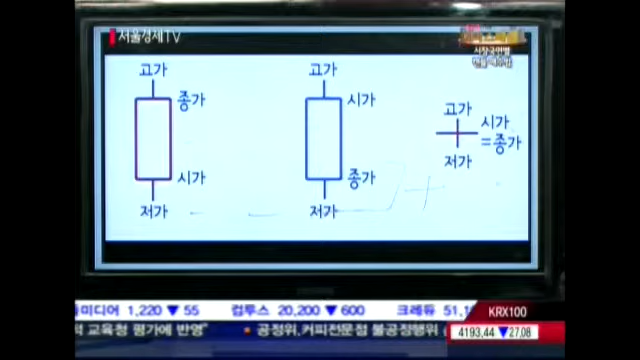 서울경제TV
고가
종가
시가
저가
고가
시가
종가
저가
고가
시가
=종가
저가
미디어 1,220 ▼ 55 컴투스 20,200 ▼ 600 크레듀
KRX100
교육청 평가에 반영" • 공정위,커피전문점 불공정행위
4193.44 ▼27.08